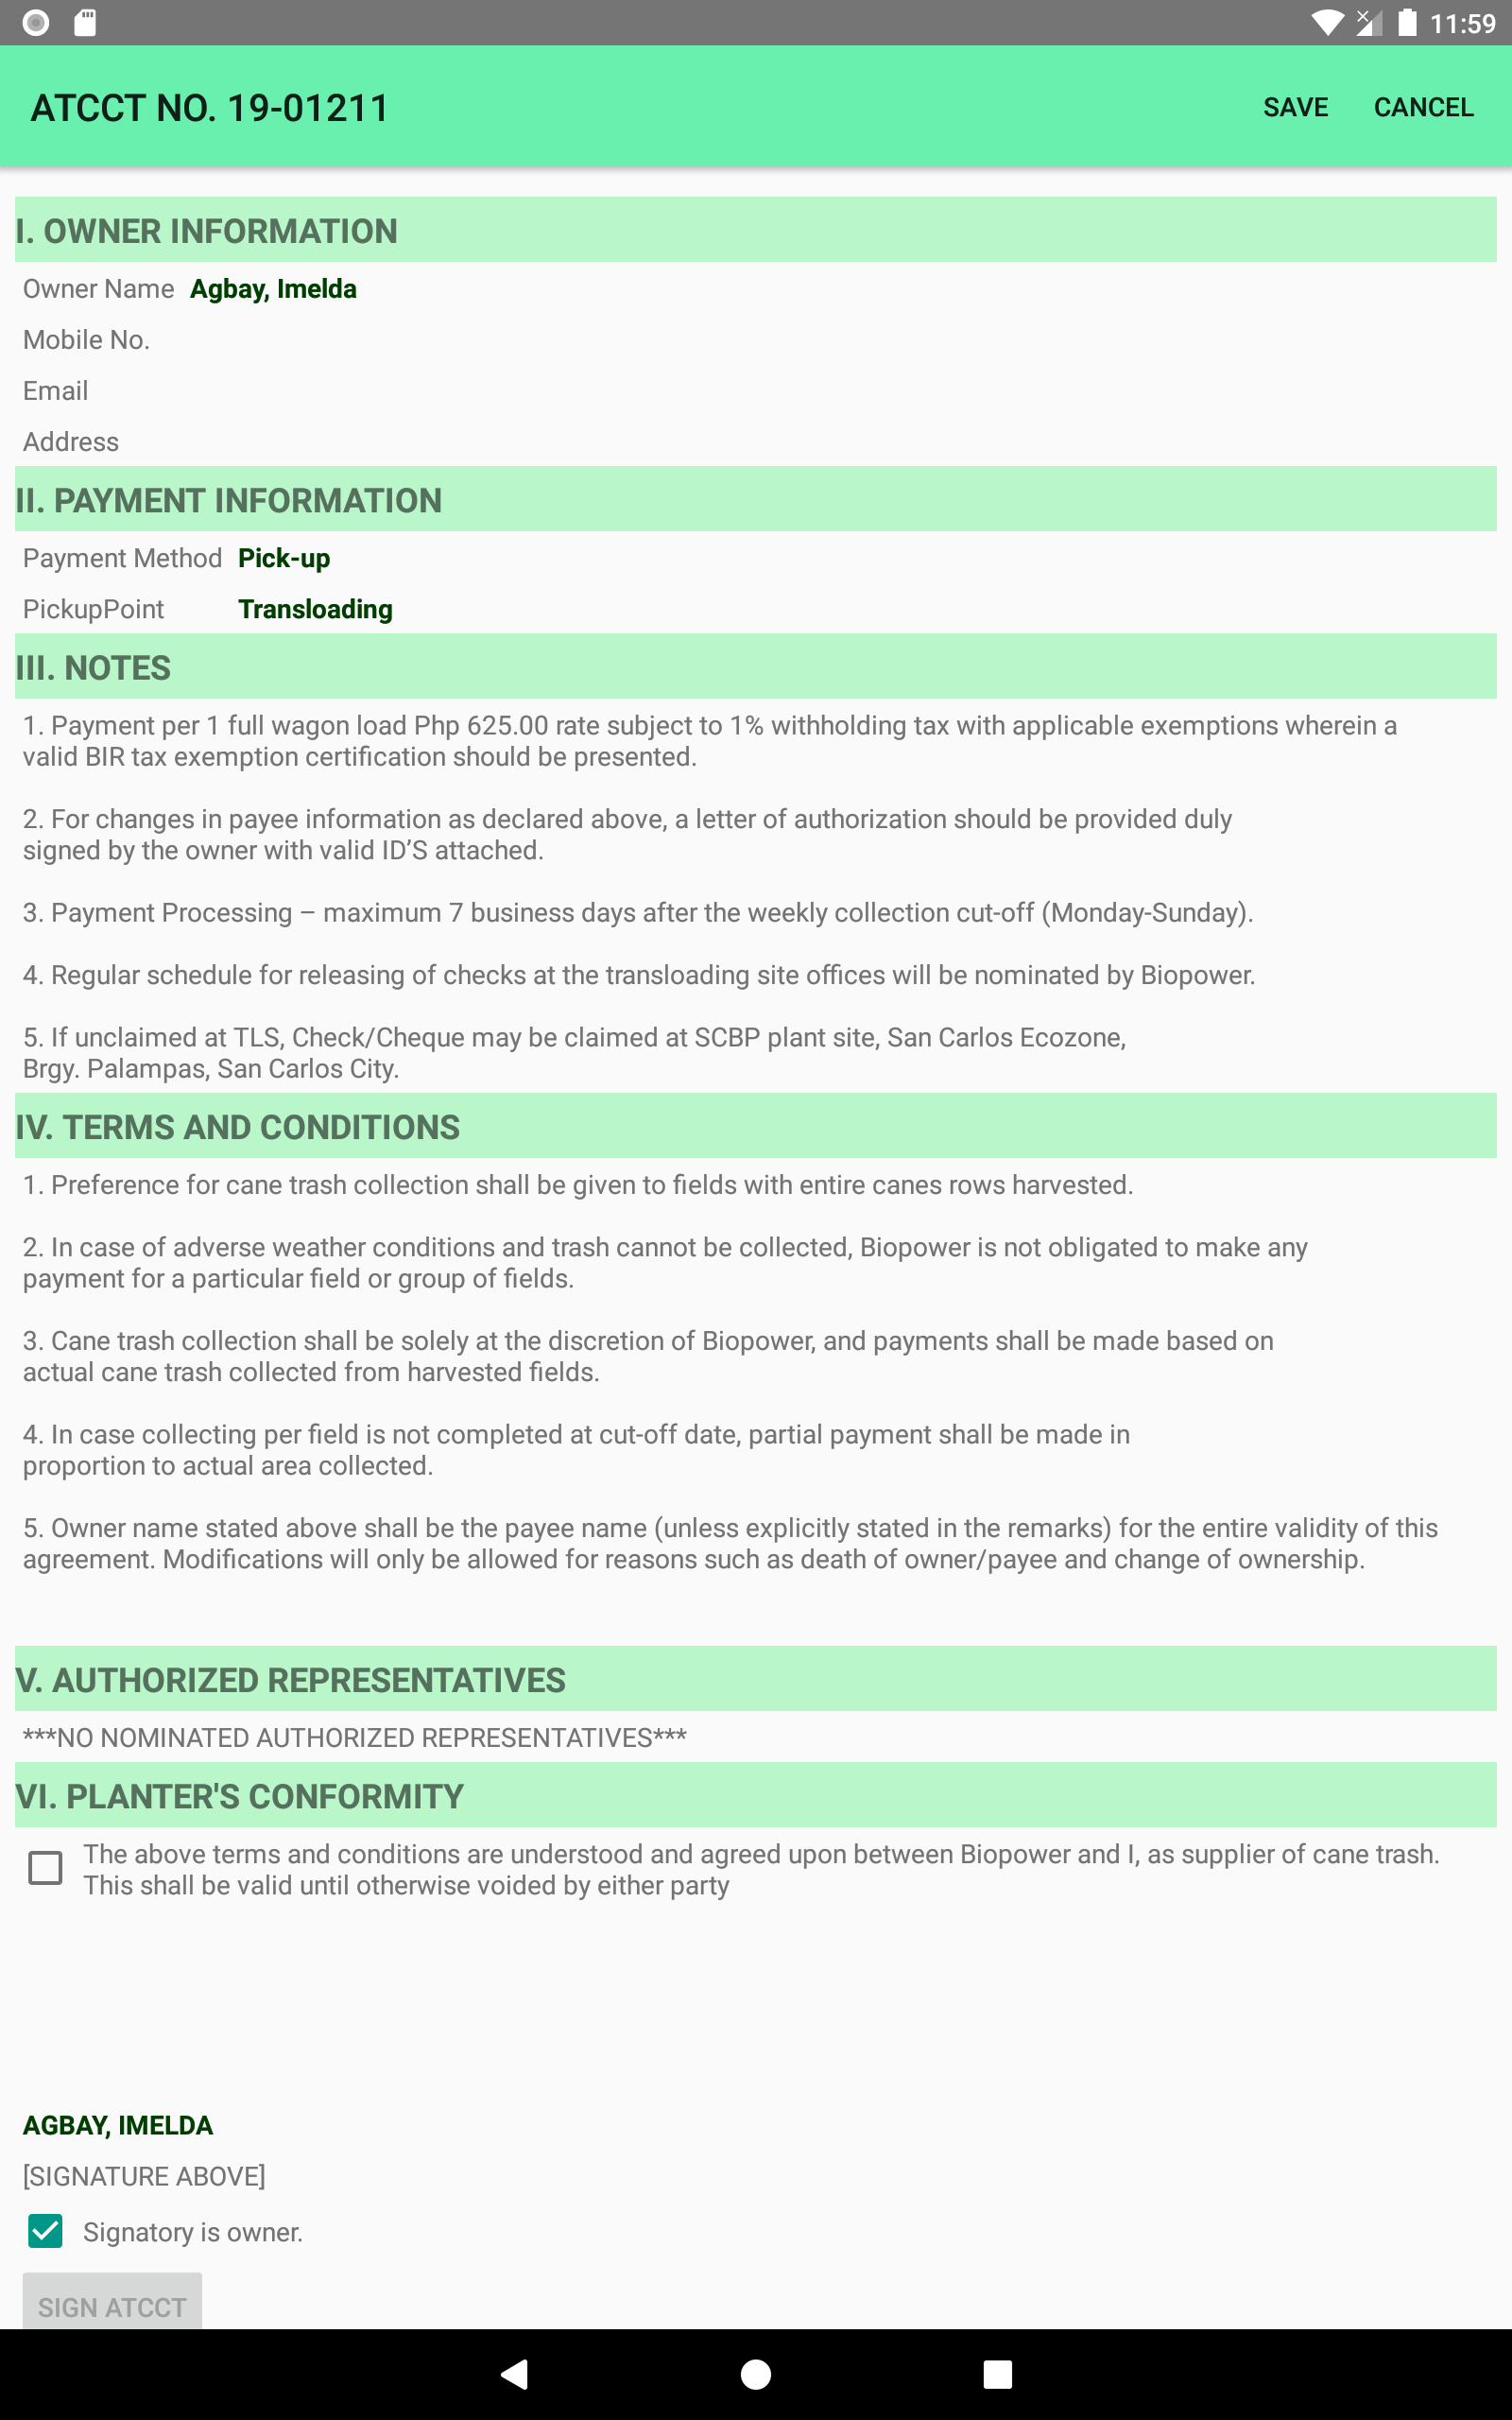 11:59
ATCCT NO. 19-01211
SAVE
CANCEL
I. OWNER INFORMATION
Owner Name Agbay, Imelda
Mobile No.
Email
Address
II. PAYMENT INFORMATION
Payment Method Pick-up
PickupPoint Transloading
III. NOTES
1. Payment per 1 full wagon load Php 625.00 rate subject to 1% withholding tax with applicable exemptions wherein a
valid BIR tax exemption certification should be presented.
2. For changes in payee information as declared above, a letter of authorization should be provided duly
signed by the owner with valid ID’S attached.
3. Payment Processing – maximum 7 business days after the weekly collection cut-off (Monday-Sunday).
4. Regular schedule for releasing of checks at the transloading site offices will be nominated by Biopower.
5. If unclaimed at TLS, Check/Cheque may be claimed at SCBP plant site, San Carlos Ecozone,
Brgy. Palampas, San Carlos City.
IV. TERMS AND CONDITIONS
1. Preference for cane trash collection shall be given to fields with entire canes rows harvested.
2. In case of adverse weather conditions and trash cannot be collected, Biopower is not obligated to make any
payment for a particular field or group of fields.
3. Cane trash collection shall be solely at the discretion of Biopower, and payments shall be made based on
actual cane trash collected from harvested fields.
4. In case collecting per field is not completed at cut-off date, partial payment shall be made in
proportion to actual area collected.
5. Owner name stated above shall be the payee name (unless explicitly stated in the remarks) for the entire validity of this
agreement. Modifications will only be allowed for reasons such as death of owner/payee and change of ownership.
V. AUTHORIZED REPRESENTATIVES
***NO NOMINATED AUTHORIZED REPRESENTATIVES***
VI. PLANTER'S CONFORMITY
The above terms and conditions are understood and agreed upon between Biopower and I, as supplier of cane trash.
This shall be valid until otherwise voided by either party
AGBAY, IMELDA
[SIGNATURE ABOVE]
Signatory is owner.
SIGN ATCCT